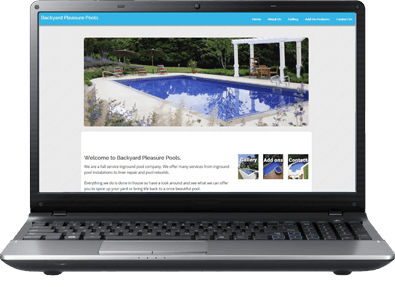 Backyard Pleasure Pools
Home About Us Gallery Add On Features Contact Us
Welcome to Backyard Pleasure Pools.
We are a full service inground pool company. We offer many services from inground
pool installations to liner repair and pool rebuilds.
Everything we do is done in house so have a look around and see what we can offer
you to spice up your yard or bring life back to a once beautiful pool.
Gallery Add ons Contact